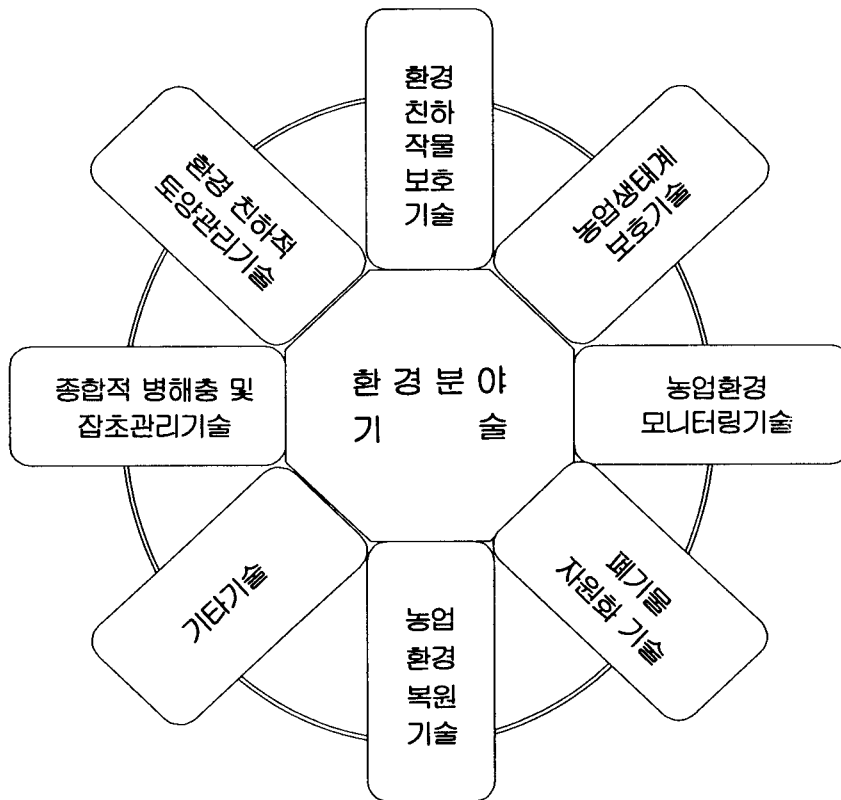 환경
친하
작물
보호
기술
농업생태계
보호기술
농업환경
모니터링기술
폐기물
자원화 기술
농업
환경
복원
기술
기타기술
종합적 병해충 및
잡초관리기술
환경 친하적
토양관리기술
환경분야
기 술